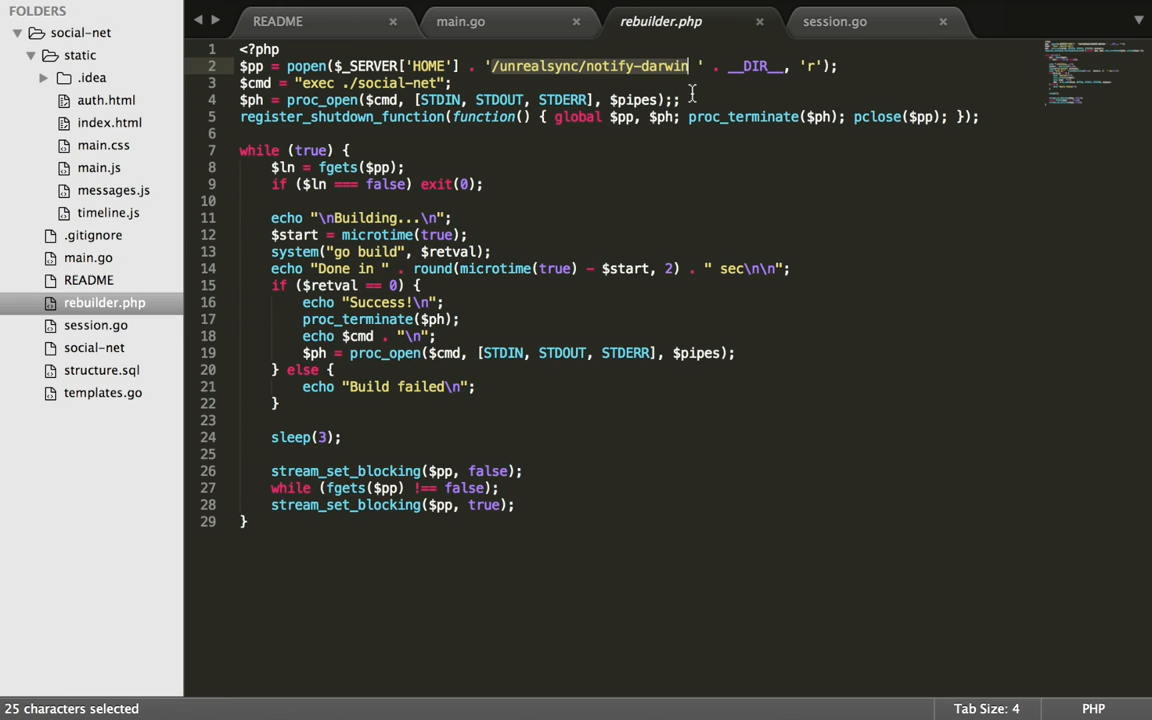 README × main.go × rebuilder.php × session.go ×
FOLDERS
social-net
static
.idea
auth.html
index.html
main.css
main.js
messages.js
timeline.js
.gitignore
main.go
README
rebuilder.php
session.go
social-net
structure.sql
templates.go
1 <?php
2 $pp = popen($_SERVER['HOME'] . '/unrealsync/notify-darwin ' . __DIR__, 'r');
3 $cmd = "exec ./social-net";
4 $ph = proc_open($cmd, [STDIN, STDOUT, STDERR], $pipes);;
5 register_shutdown_function(function() { global $pp, $ph; proc_terminate($ph); pclose($pp); });
6
7 while (true) {
8     $ln = fgets($pp);
9     if ($ln === false) exit(0);
10
11     echo "\nBuilding...\n";
12     $start = microtime(true);
13     system("go build", $retval);
14     echo "Done in " . round(microtime(true) - $start, 2) . " sec\n\n";
15     if ($retval == 0) {
16         echo "Success!\n";
17         proc_terminate($ph);
18         echo $cmd . "\n";
19         $ph = proc_open($cmd, [STDIN, STDOUT, STDERR], $pipes);
20     } else {
21         echo "Build failed\n";
22     }
23
24     sleep(3);
25
26     stream_set_blocking($pp, false);
27     while (fgets($pp) !== false);
28     stream_set_blocking($pp, true);
29 }
25 characters selected
Tab Size: 4
PHP